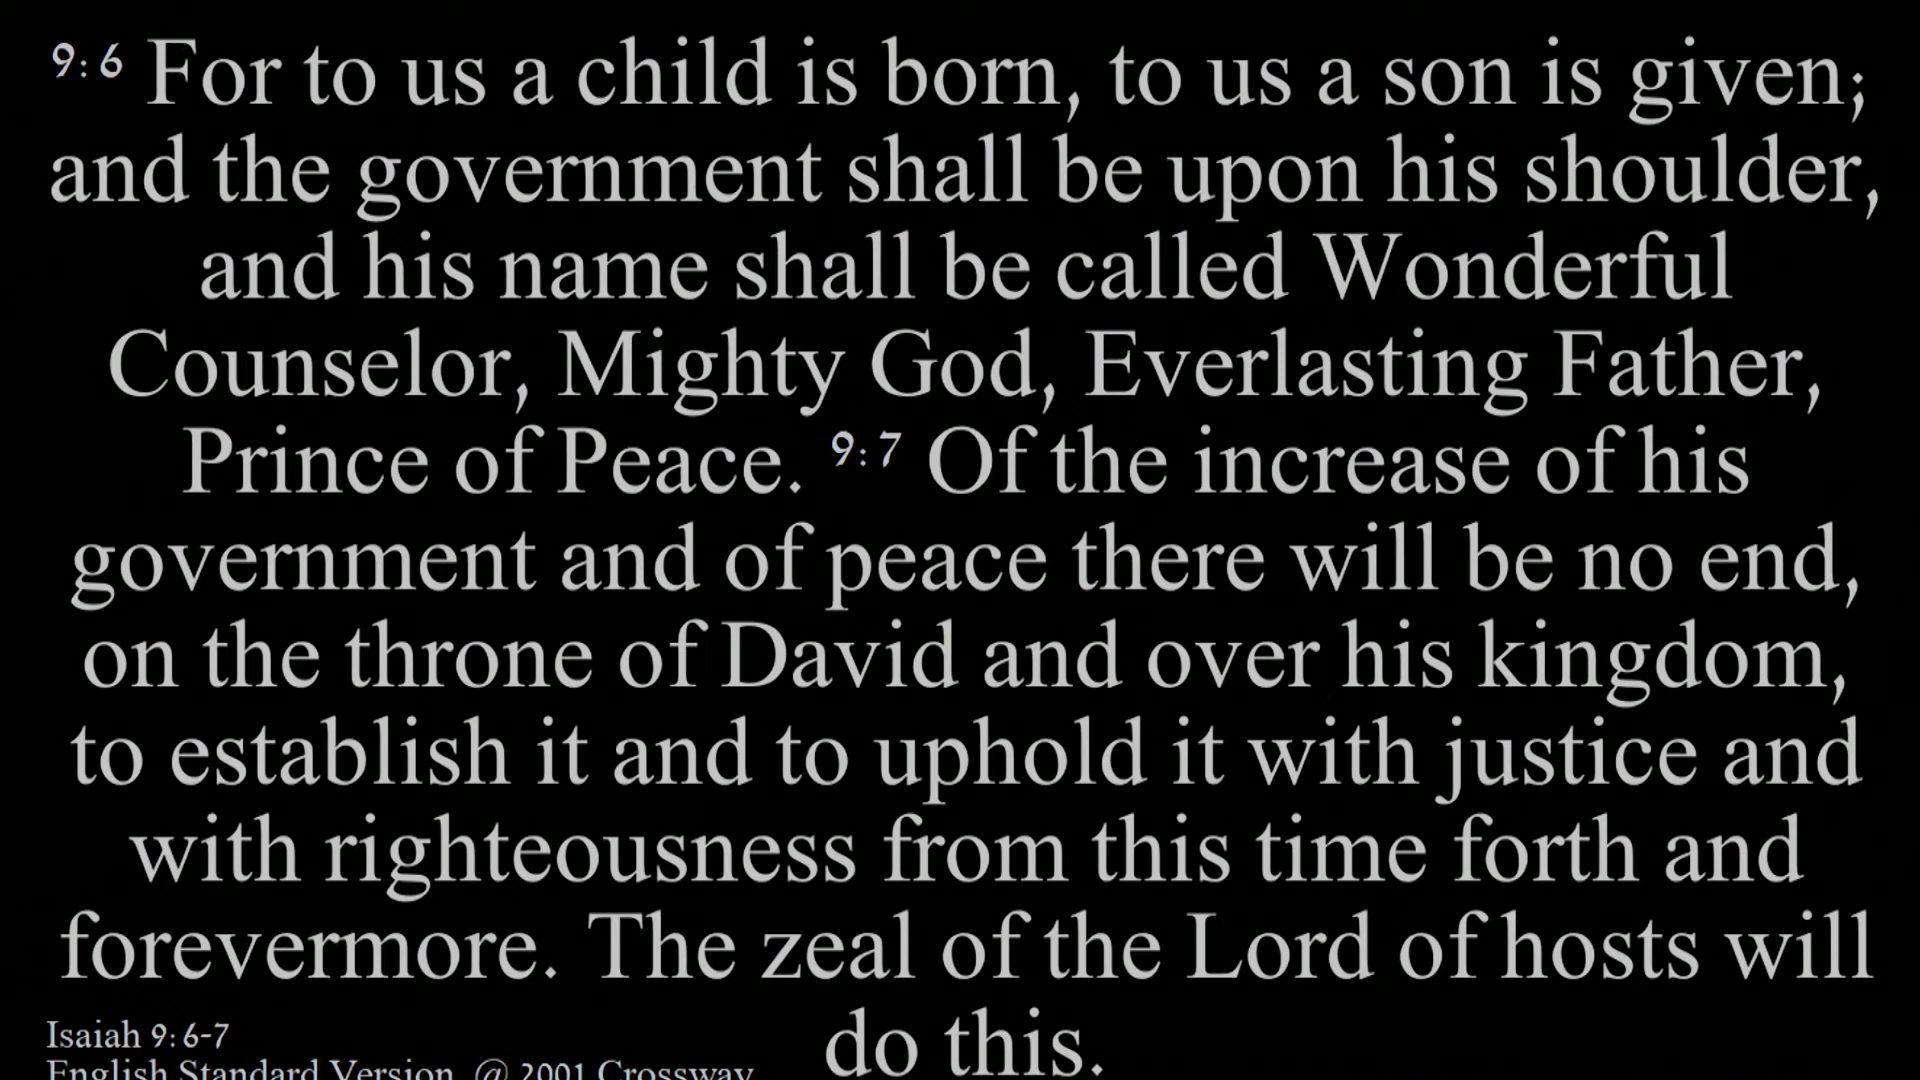 9:6 For to us a child is born, to us a son is given;
and the government shall be upon his shoulder,
and his name shall be called Wonderful
Counselor, Mighty God, Everlasting Father,
Prince of Peace. 9:7 Of the increase of his
government and of peace there will be no end,
on the throne of David and over his kingdom,
to establish it and to uphold it with justice and
with righteousness from this time forth and
forevermore. The zeal of the Lord of hosts will
do this.
Isaiah 9:6-7
English Standard Version @ 2001 Crossway